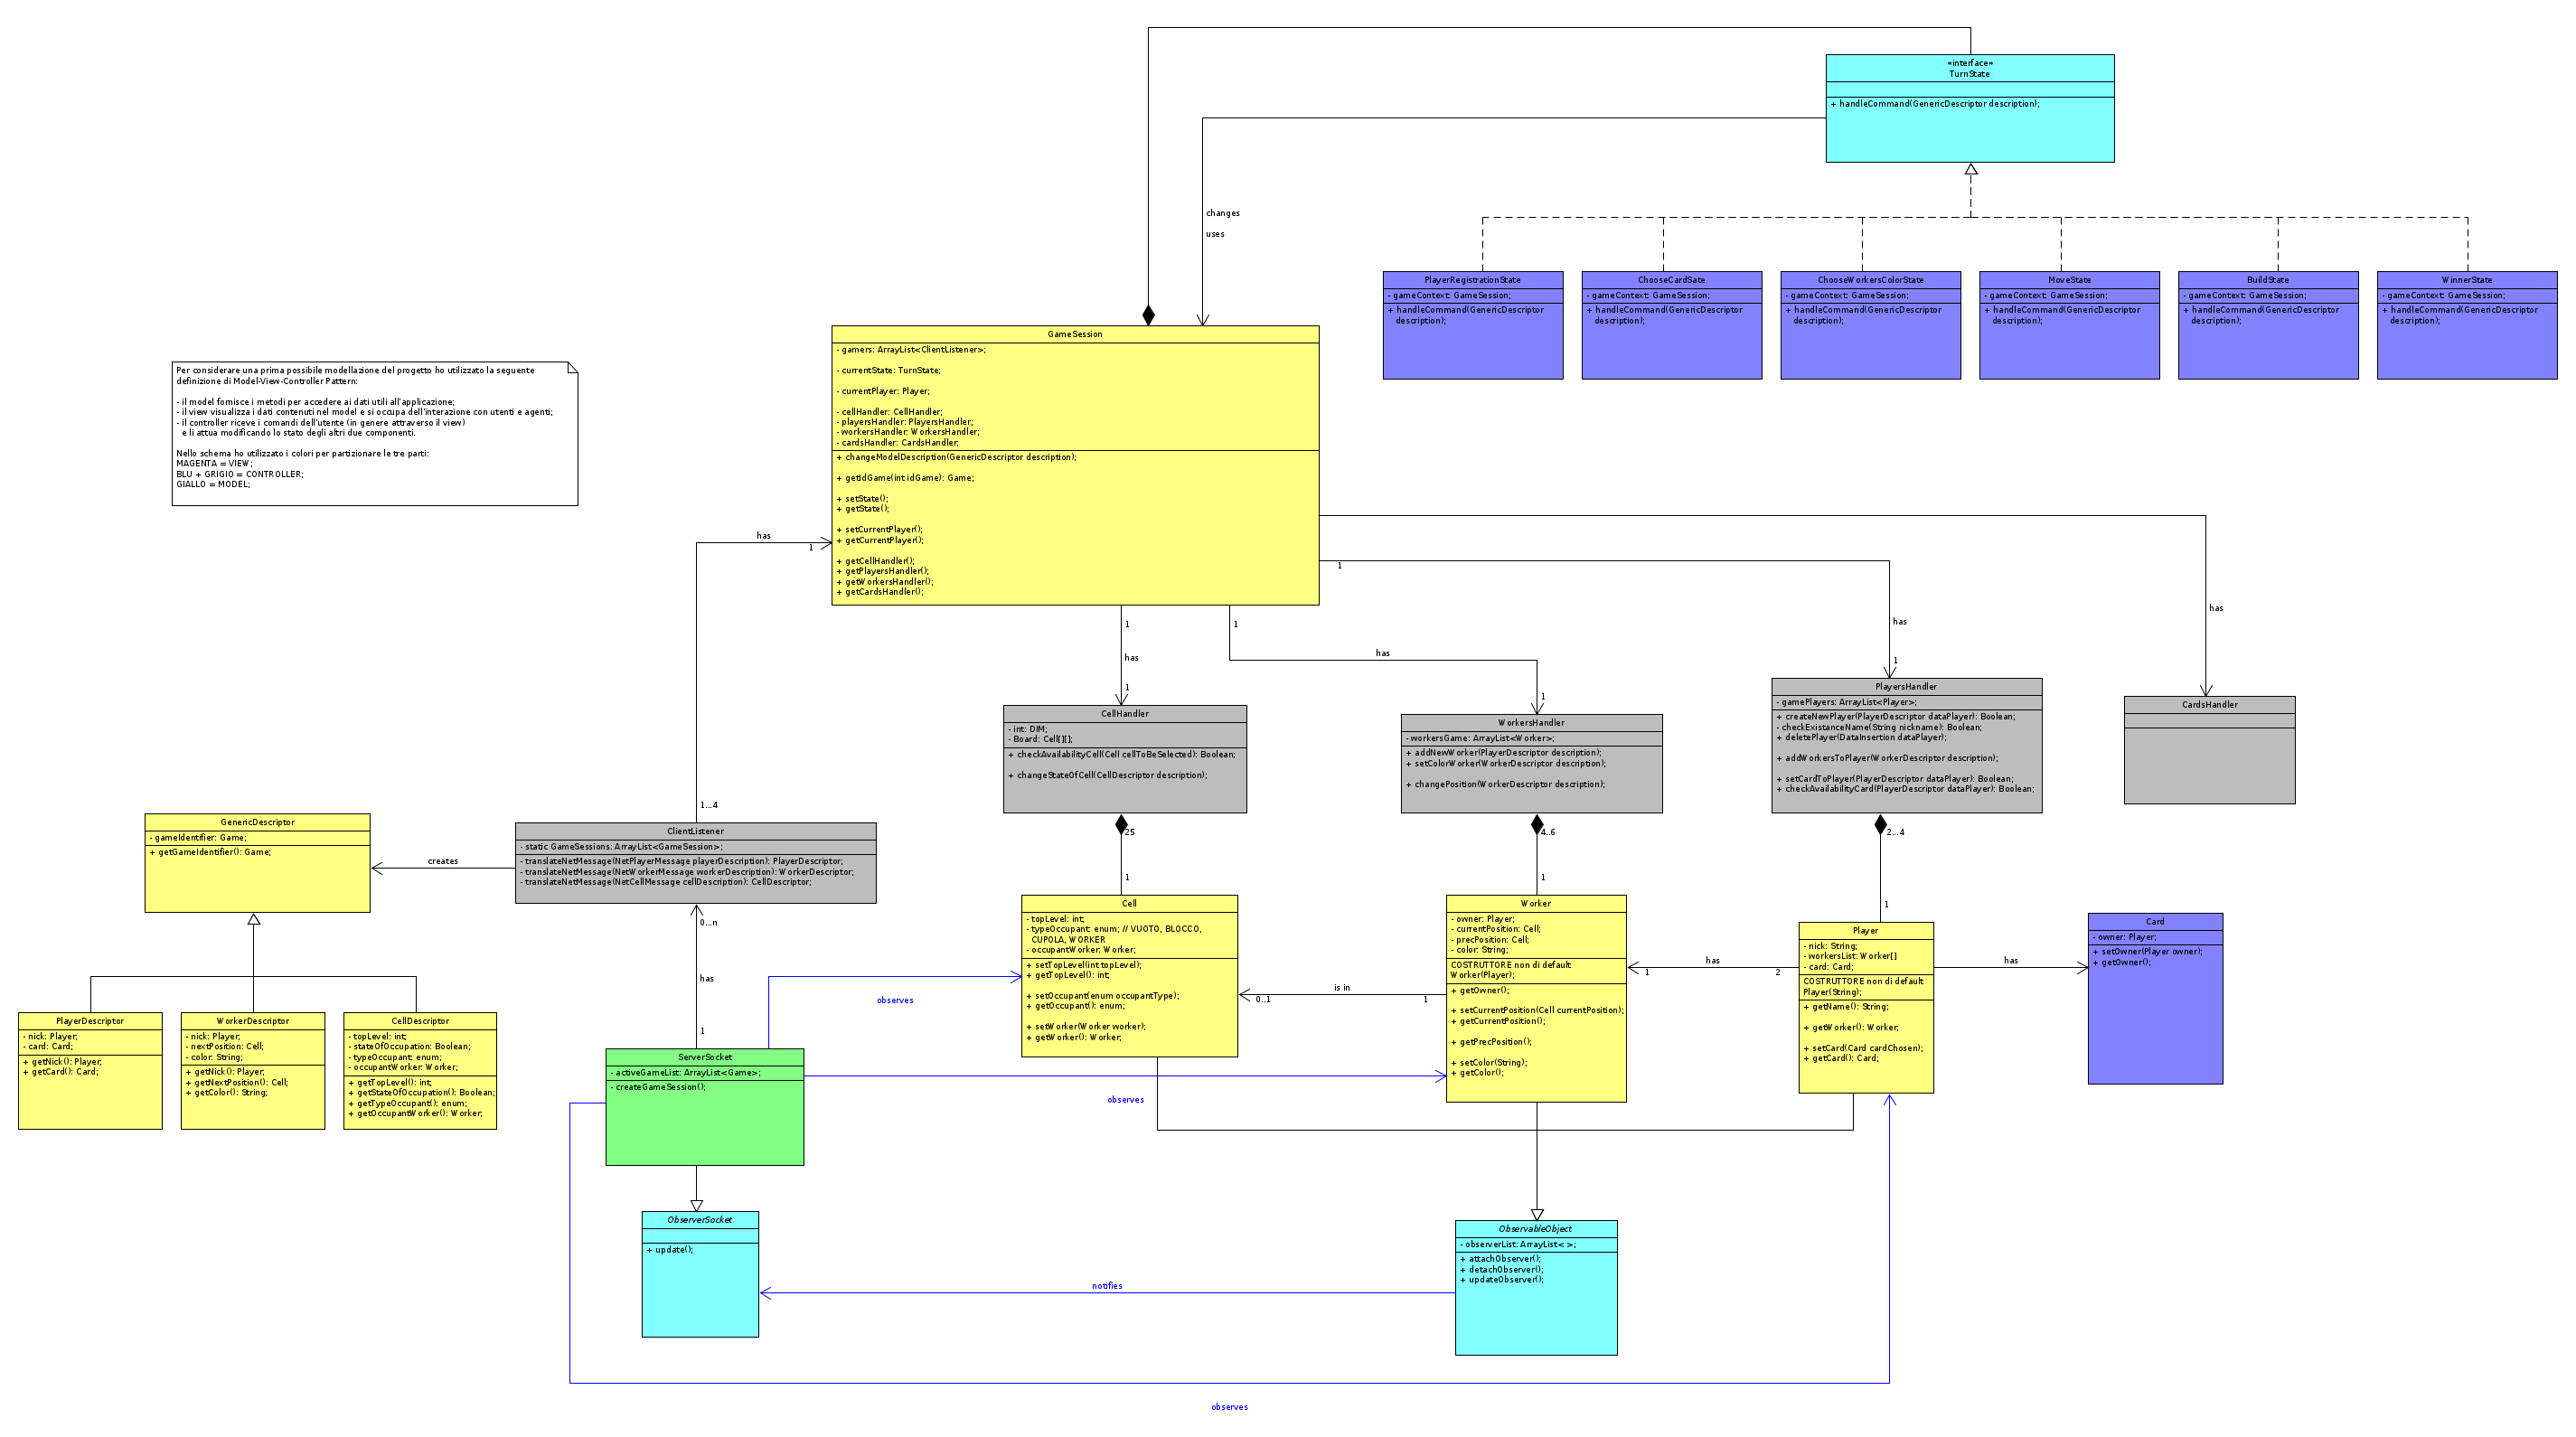 «interface»
TurnState
+ handleCommand(GenericDescriptor description);
changes
uses
PlayerRegistrationState
- gameContext: GameSession;
+ handleCommand(GenericDescriptor
description);
ChooseCardSate
- gameContext: GameSession;
+ handleCommand(GenericDescriptor
description);
ChooseWorkersColorState
- gameContext: GameSession;
+ handleCommand(GenericDescriptor
description);
MoveState
- gameContext: GameSession;
+ handleCommand(GenericDescriptor
description);
BuildState
- gameContext: GameSession;
+ handleCommand(GenericDescriptor
description);
WinnerState
- gameContext: GameSession;
+ handleCommand(GenericDescriptor
description);
GameSession
- gamers: ArrayList<ClientListener>;
- currentState: TurnState;
- currentPlayer: Player;
- cellHandler: CellHandler;
- playersHandler: PlayersHandler;
- workersHandler: WorkersHandler;
- cardsHandler: CardsHandler;
+ changeModelDescription(GenericDescriptor description);
+ getIdGame(int idGame): Game;
+ setState();
+ getState();
+ setCurrentPlayer();
+ getCurrentPlayer();
+ getCellHandler();
+ getPlayersHandler();
+ getWorkersHandler();
+ getCardsHandler();
Per considerare una prima possibile modellazione del progetto ho utilizzato la seguente
definizione di Model-View-Controller Pattern:
- il model fornisce i metodi per accedere ai dati utili all'applicazione;
- il view visualizza i dati contenuti nel model e si occupa dell'interazione con utenti e agenti;
- il controller riceve i comandi dell'utente (in genere attraverso il view)
e li attua modificando lo stato degli altri due componenti.
Nello schema ho utilizzato i colori per partizionare le tre parti:
MAGENTA = VIEW;
BLU + GRIGIO = CONTROLLER;
GIALLO = MODEL;
has
1
1
has
1
1
has
1
1
has
1
has
CellHandler
- int: DIM;
- Board: Cell[][];
+ checkAvailabilityCell(Cell cellToBeSelected): Boolean;
+ changeStateOfCell(CellDescriptor description);
WorkersHandler
- workersGame: ArrayList<Worker>;
+ addNewWorker(PlayerDescriptor description);
+ setColorWorker(WorkerDescriptor description);
+ changePosition(WorkerDescriptor description);
PlayersHandler
- gamePlayers: ArrayList<Player>;
+ createNewPlayer(PlayerDescriptor dataPlayer): Boolean;
- checkExistanceName(String nickname): Boolean;
+ deletePlayer(DataInsertion dataPlayer);
+ addWorkersToPlayer(WorkerDescriptor description);
+ setCardToPlayer(PlayerDescriptor dataPlayer): Boolean;
+ checkAvailabilityCard(PlayerDescriptor dataPlayer): Boolean;
CardsHandler
1...4
GenericDescriptor
- gameIdentifier: Game;
+ getGameIdentifier(): Game;
creates
ClientListener
- static GameSessions: ArrayList<GameSession>;
- translateNetMessage(NetPlayerMessage playerDescription): PlayerDescriptor;
- translateNetMessage(NetWorkerMessage workerDescription): WorkerDescriptor;
- translateNetMessage(NetCellMessage cellDescription): CellDescriptor;
25
1
4..6
1
2...4
1
0...n
has
1
Cell
- topLevel: int;
- typeOccupant: enum; // VUOTO, BLOCCO,
CUPOLA, WORKER
- occupantWorker: Worker;
+ setTopLevel(int topLevel);
+ getTopLevel(): int;
+ setOccupant(enum occupantType);
+ getOccupant(): enum;
+ setWorker(Worker worker);
+ getWorker(): Worker;
is in
0..1
1
Worker
- owner: Player;
- currentPosition: Cell;
- precPosition: Cell;
- color: String;
COSTRUTTORE non di default
Worker(Player);
+ getOwner();
+ setCurrentPosition(Cell currentPosition);
+ getCurrentPosition();
+ getPrecPosition();
+ setColor(String);
+ getColor();
has
1
2
Player
- nick: String;
- workersList: Worker[]
- card: Card;
COSTRUTTORE non di default
Player(String);
+ getName(): String;
+ getWorker(): Worker;
+ setCard(Card cardChosen);
+ getCard(): Card;
has
Card
- owner: Player;
+ setOwner(Player owner);
+ getOwner();
PlayerDescriptor
- nick: Player;
- card: Card;
+ getNick(): Player;
+ getCard(): Card;
WorkerDescriptor
- nick: Player;
- nextPosition: Cell;
- color: String;
+ getNick(): Player;
+ getNextPosition(): Cell;
+ getColor(): String;
CellDescriptor
- topLevel: int;
- stateOfOccupation: Boolean;
- typeOccupant: enum;
- occupantWorker: Worker;
+ getTopLevel(): int;
+ getStateOfOccupation(): Boolean;
+ getTypeOccupant(): enum;
+ getOccupantWorker(): Worker;
observes
ServerSocket
- activeGameList: ArrayList<Game>;
- createGameSession();
observes
ObserverSocket
+ update();
notifies
ObservableObject
- observerList: ArrayList< >;
+ attachObserver();
+ detachObserver();
+ updateObserver();
observes